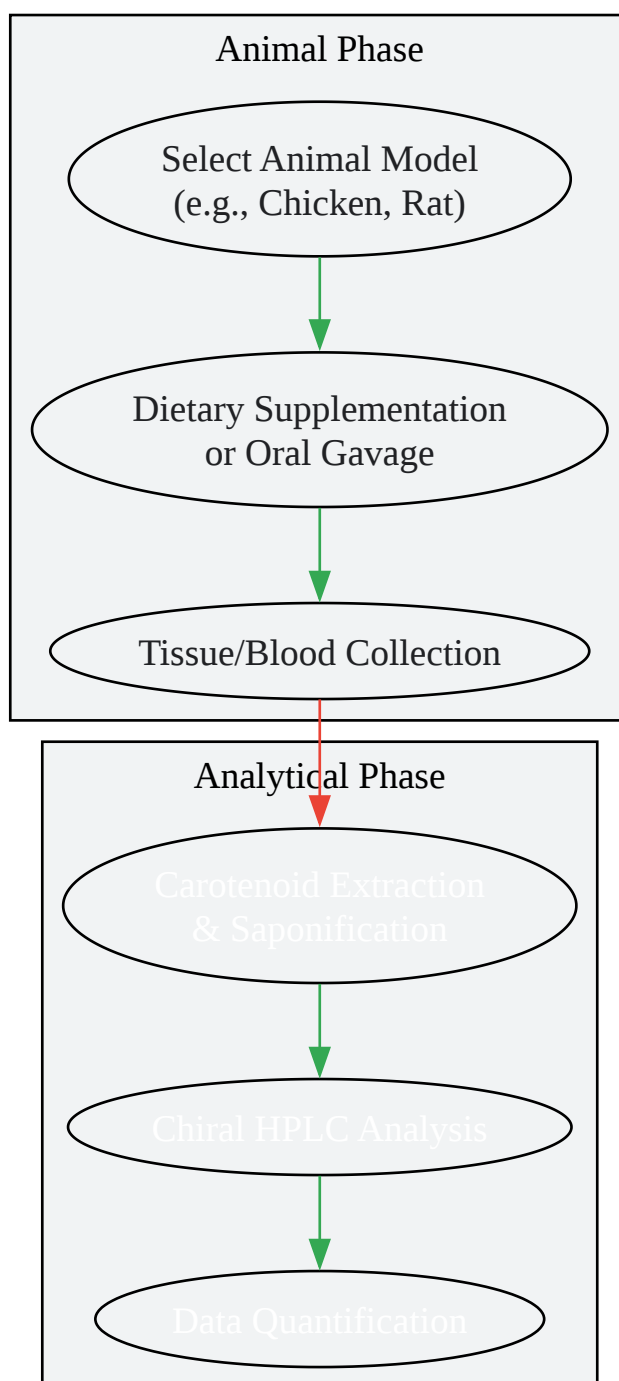 Animal Phase
Select Animal Model
(e.g., Chicken, Rat)
Dietary Supplementation
or Oral Gavage
Tissue/Blood Collection
Analytical Phase
Carotenoid Extraction
& Saponification
Chiral HPLC Analysis
Data Quantification